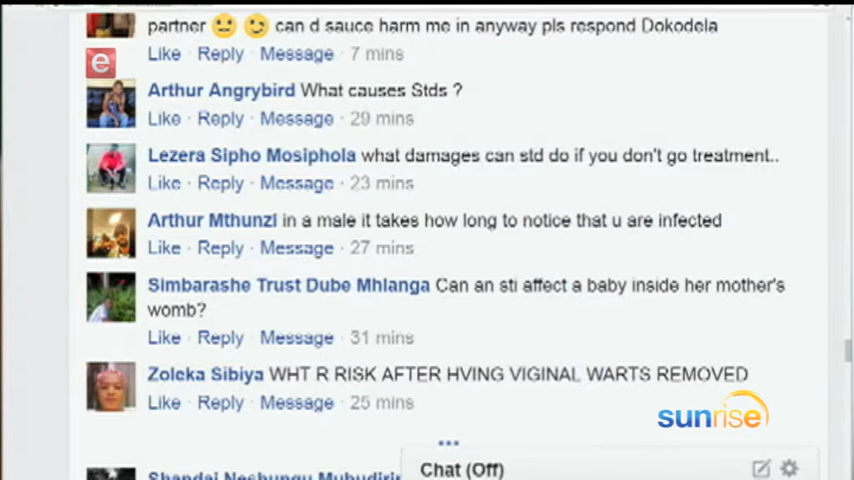 partner 😐 😉 can d sauce harm me in anyway pls respond Dokodela
Like · Reply · Message · 7 mins
e
Arthur Angrybird What causes Stds ?
Like · Reply · Message · 29 mins
Lezera Sipho Mosiphola what damages can std do if you don't go treatment..
Like · Reply · Message · 23 mins
Arthur Mthunzi in a male it takes how long to notice that u are infected
Like · Reply · Message · 27 mins
Simbarashe Trust Dube Mhlanga Can an sti affect a baby inside her mother's
womb?
Like · Reply · Message · 31 mins
Zoleka Sibiya WHT R RISK AFTER HVING VIGINAL WARTS REMOVED
Like · Reply · Message · 25 mins
sunrise
Chat (Off)